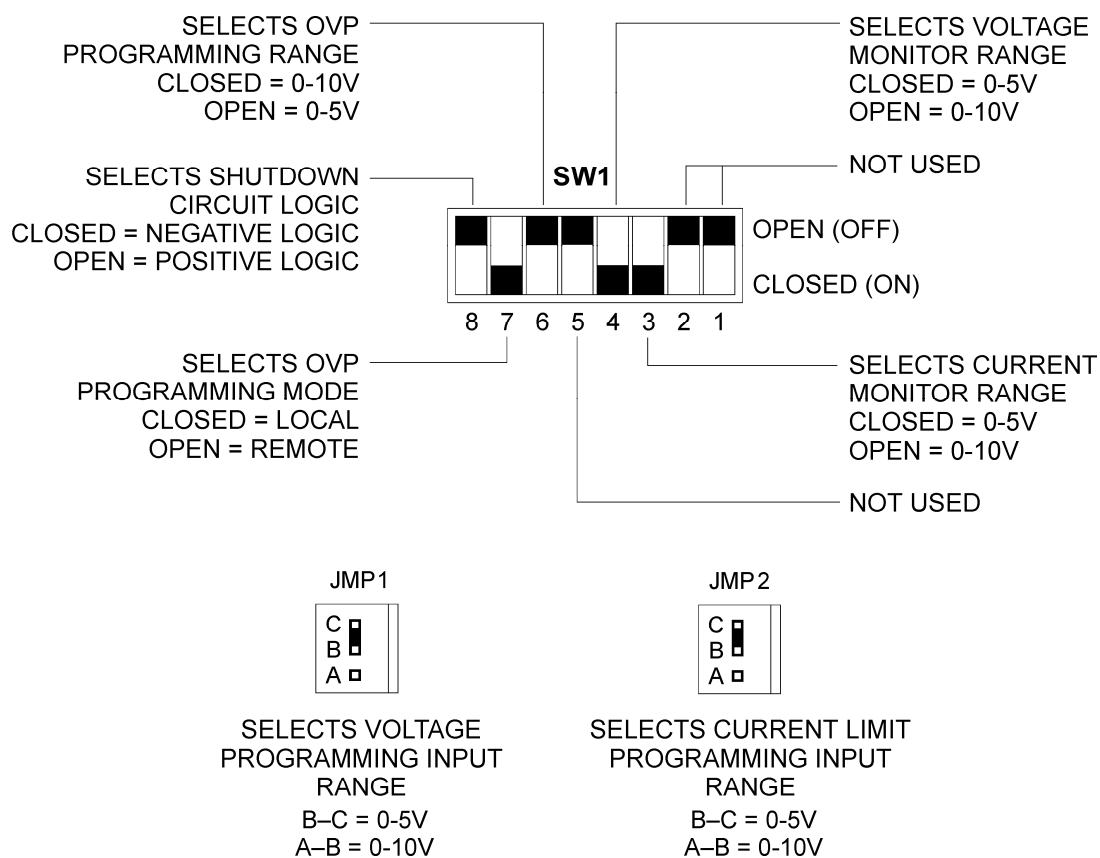 SELECTS OVP
PROGRAMMING RANGE
CLOSED = 0-10V
OPEN = 0-5V
SELECTS VOLTAGE
MONITOR RANGE
CLOSED = 0-5V
OPEN = 0-10V
SELECTS SHUTDOWN
CIRCUIT LOGIC
CLOSED = NEGATIVE LOGIC
OPEN = POSITIVE LOGIC
SW1
NOT USED
OPEN (OFF)
CLOSED (ON)
8 7 6 5 4 3 2 1
SELECTS OVP
PROGRAMMING MODE
CLOSED = LOCAL
OPEN = REMOTE
SELECTS CURRENT
MONITOR RANGE
CLOSED = 0-5V
OPEN = 0-10V
NOT USED
JMP1
C
B
A
SELECTS VOLTAGE
PROGRAMMING INPUT
RANGE
B–C = 0-5V
A–B = 0-10V
JMP2
C
B
A
SELECTS CURRENT LIMIT
PROGRAMMING INPUT
RANGE
B–C = 0-5V
A–B = 0-10V